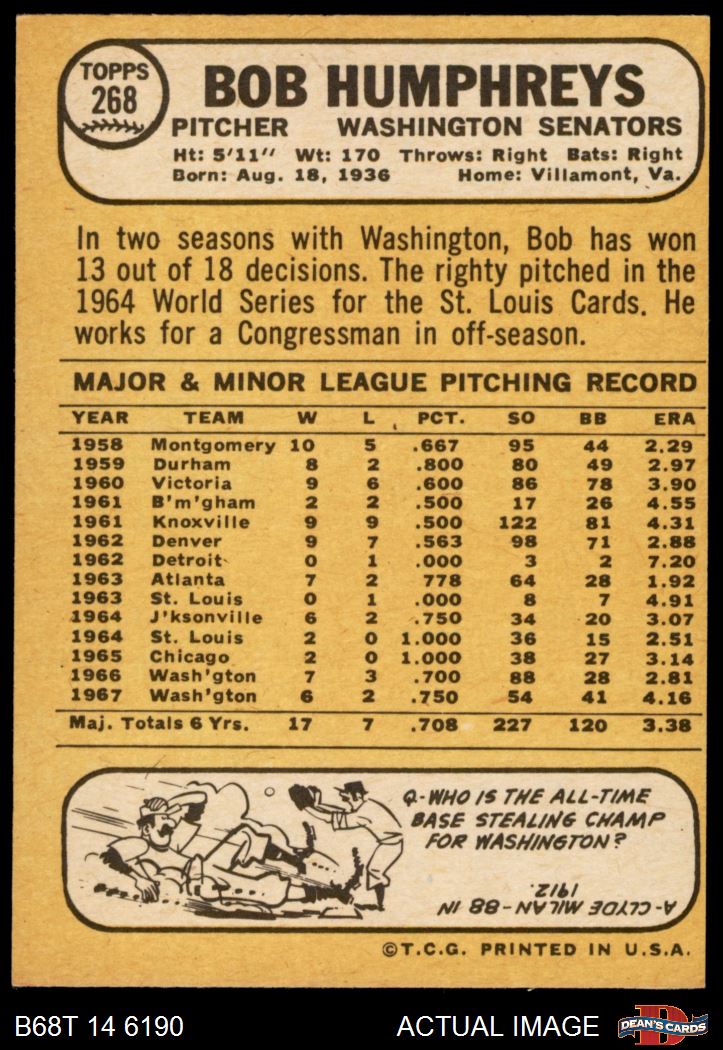 TOPPS
268
BOB HUMPHREYS
PITCHER WASHINGTON SENATORS
Ht: 5'11" Wt: 170 Throws: Right Bats: Right
Born: Aug. 18, 1936 Home: Villamont, Va.
In two seasons with Washington, Bob has won
13 out of 18 decisions. The righty pitched in the
1964 World Series for the St. Louis Cards. He
works for a Congressman in off-season.
MAJOR & MINOR LEAGUE PITCHING RECORD
YEAR TEAM W L PCT. SO BB ERA
1958 Montgomery 10 5 .667 95 44 2.29
1959 Durham 8 2 .800 80 49 2.97
1960 Victoria 9 6 .600 86 78 3.90
1961 B'm'gham 2 2 .500 17 26 4.55
1961 Knoxville 9 9 .500 122 81 4.31
1962 Denver 9 7 .563 98 71 2.88
1962 Detroit 0 1 .000 3 2 7.20
1963 Atlanta 7 2 778 64 28 1.92
1963 St. Louis 0 1 .000 8 7 4.91
1964 J'ksonville 6 2 .750 34 20 3.07
1964 St. Louis 2 0 1.000 36 15 2.51
1965 Chicago 2 0 1.000 38 27 3.14
1966 Wash'gton 7 3 .700 88 28 2.81
1967 Wash'gton 6 2 .750 54 41 4.16
Maj. Totals 6 Yrs. 17 7 .708 227 120 3.38
Q-WHO IS THE ALL-TIME
BASE STEALING CHAMP
FOR WASHINGTON?
A-CLYDE MILAN-88 IN
1912.
©T.C.G. PRINTED IN U.S.A.
B68T 14 6190 ACTUAL IMAGE
D
DEAN'S CARDS